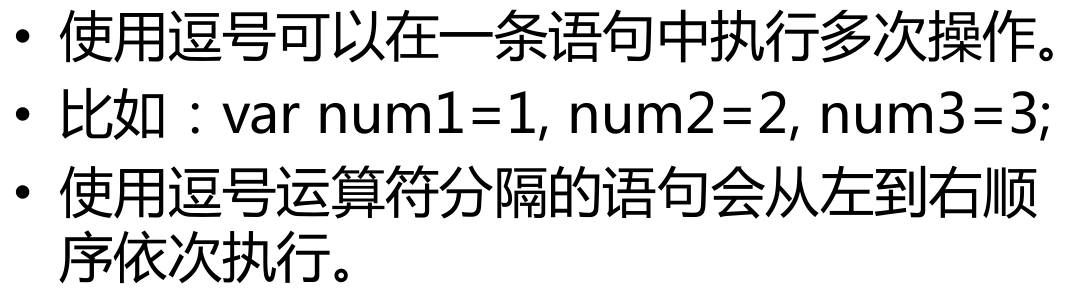 • 使用逗号可以在一条语句中执行多次操作。
• 比如：var num1=1, num2=2, num3=3;
• 使用逗号运算符分隔的语句会从左到右顺
序依次执行。